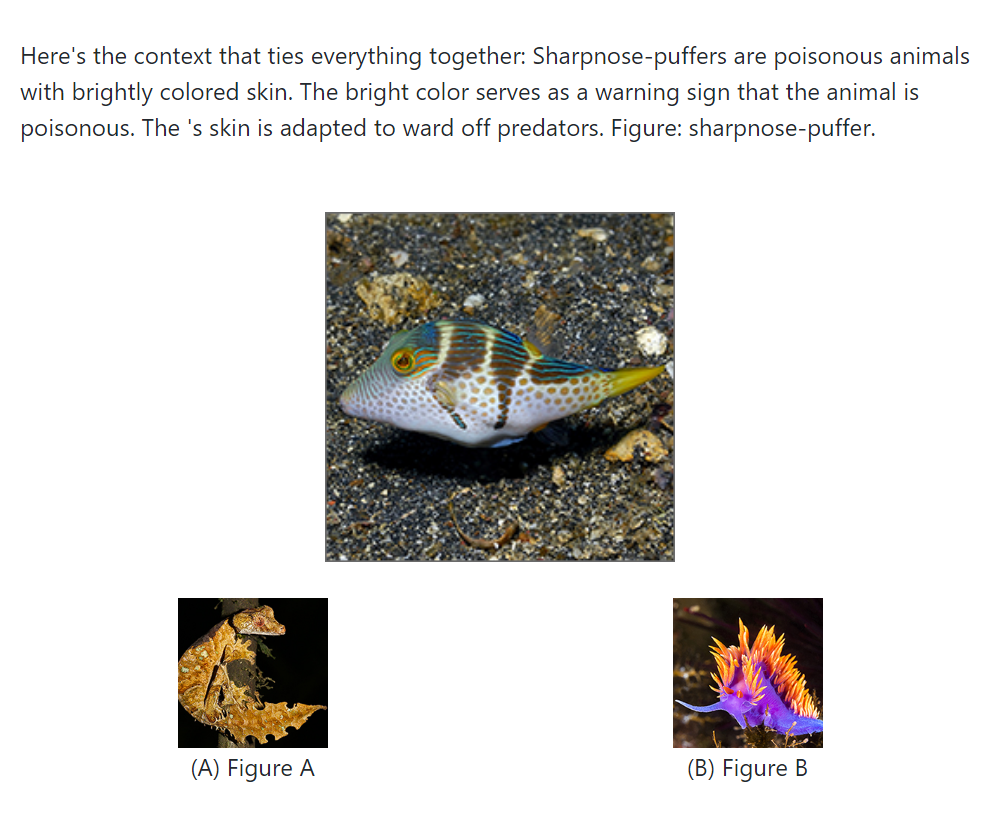 Here's the context that ties everything together: Sharpnose-puffers are poisonous animals
with brightly colored skin. The bright color serves as a warning sign that the animal is
poisonous. The 's skin is adapted to ward off predators. Figure: sharpnose-puffer.
(A) Figure A
(B) Figure B